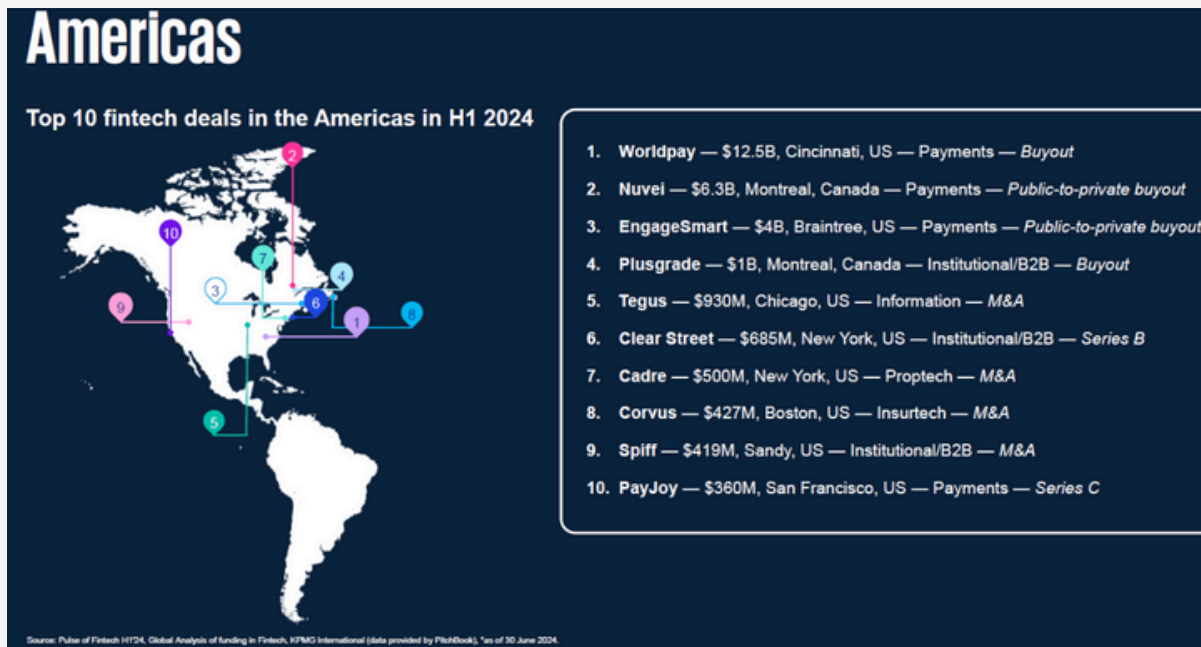 Americas
Top 10 fintech deals in the Americas in H1 2024
2
10
7
4
3
6
9
8
1
5
1. Worldpay — $12.5B, Cincinnati, US — Payments — Buyout
2. Nuvei — $6.3B, Montreal, Canada — Payments — Public-to-private buyout
3. EngageSmart — $4B, Braintree, US — Payments — Public-to-private buyout
4. Plusgrade — $1B, Montreal, Canada — Institutional/B2B — Buyout
5. Tegus — $930M, Chicago, US — Information — M&A
6. Clear Street — $685M, New York, US — Institutional/B2B — Series B
7. Cadre — $500M, New York, US — Proptech — M&A
8. Corvus — $427M, Boston, US — Insurtech — M&A
9. Spiff — $419M, Sandy, US — Institutional/B2B — M&A
10. PayJoy — $360M, San Francisco, US — Payments — Series C
Source: Pulse of Fintech H1'24, Global Analysis of funding in Fintech, KPMG International (data provided by PitchBook), *as of 30 June 2024.